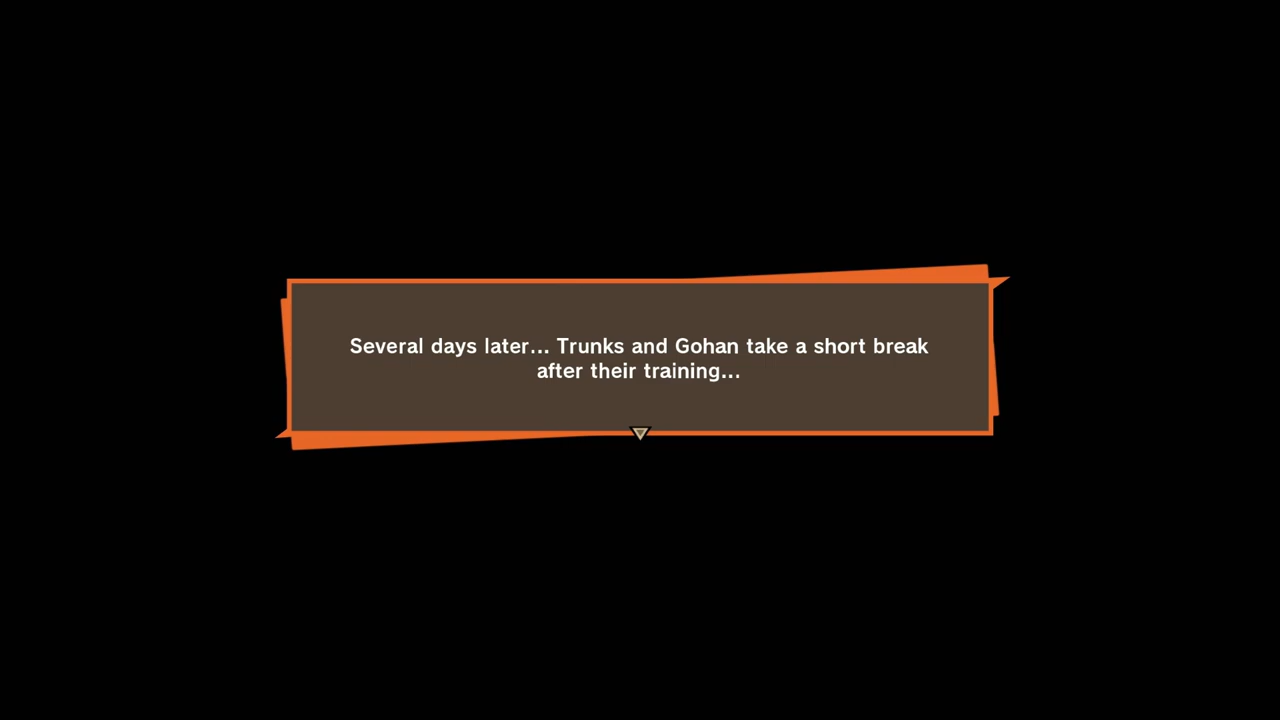 Several days later... Trunks and Gohan take a short break
after their training...